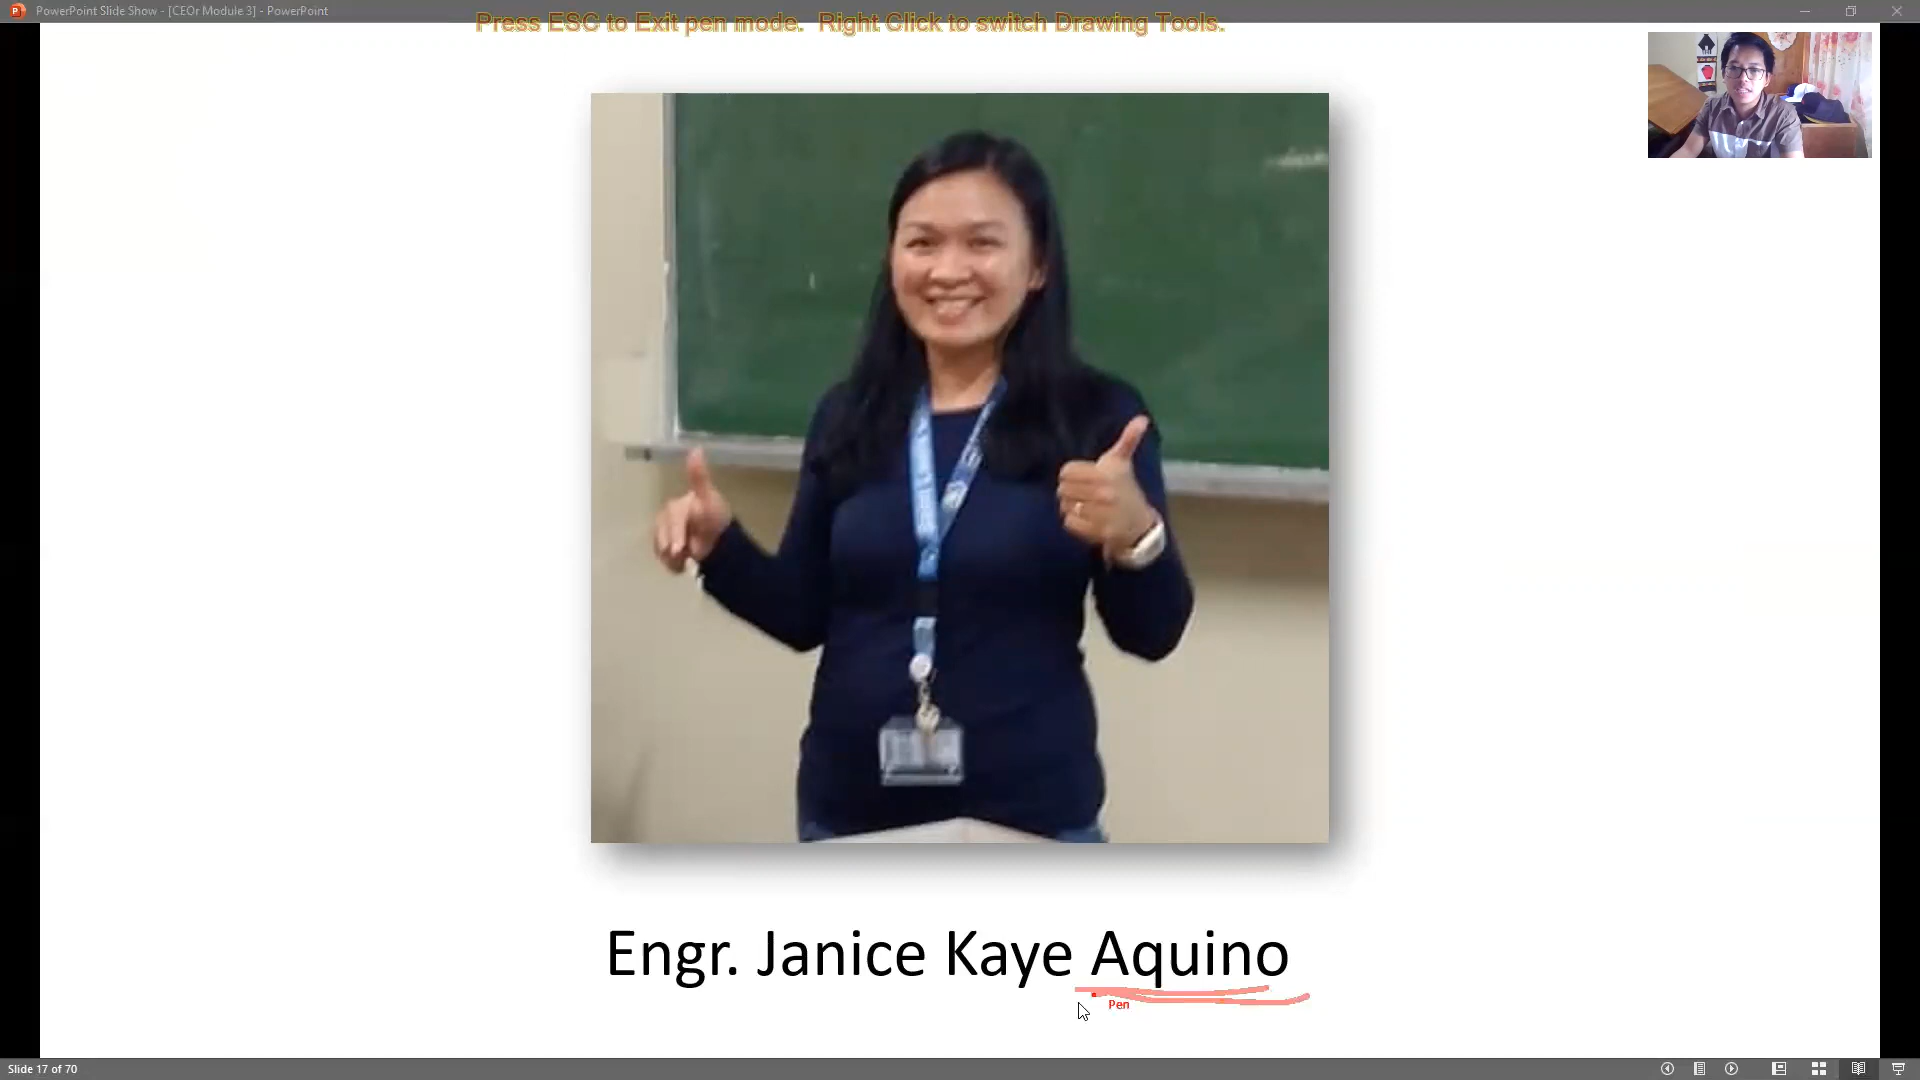 PowerPoint Slide Show - [CEOr Module 3] - PowerPoint
Press ESC to Exit pen mode. Right Click to switch Drawing Tools.
Engr. Janice Kaye Aquino
Pen
Slide 17 of 70